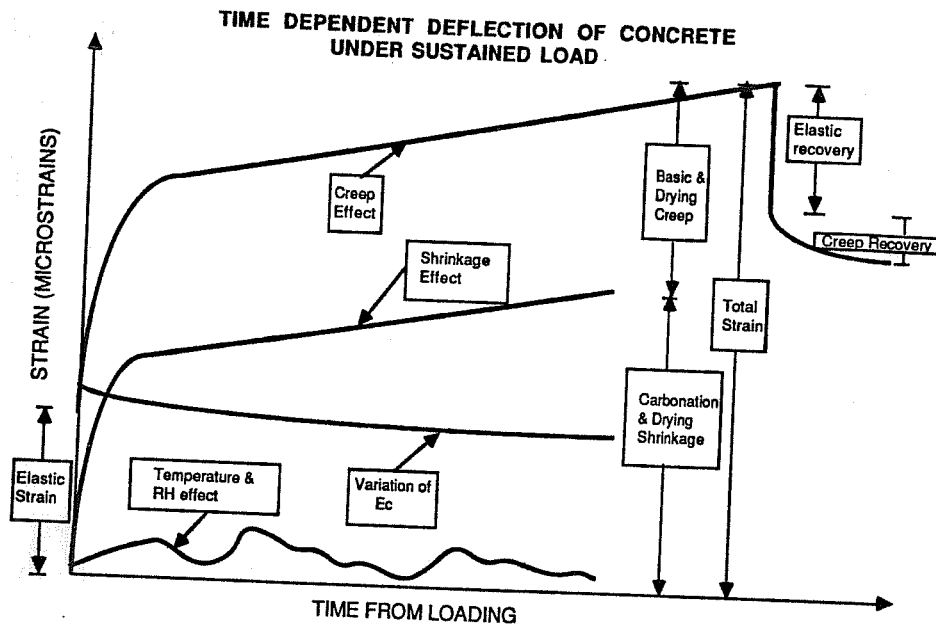 TIME DEPENDENT DEFLECTION OF CONCRETE
UNDER SUSTAINED LOAD
STRAIN (MICROSTRAINS)
Elastic
recovery
Creep
Effect
Basic &
Drying
Creep
Creep Recovery
Shrinkage
Effect
Total
Strain
Carbonation
& Drying
Shrinkage
Elastic
Strain
Temperature &
RH effect
Variation of
Ec
TIME FROM LOADING